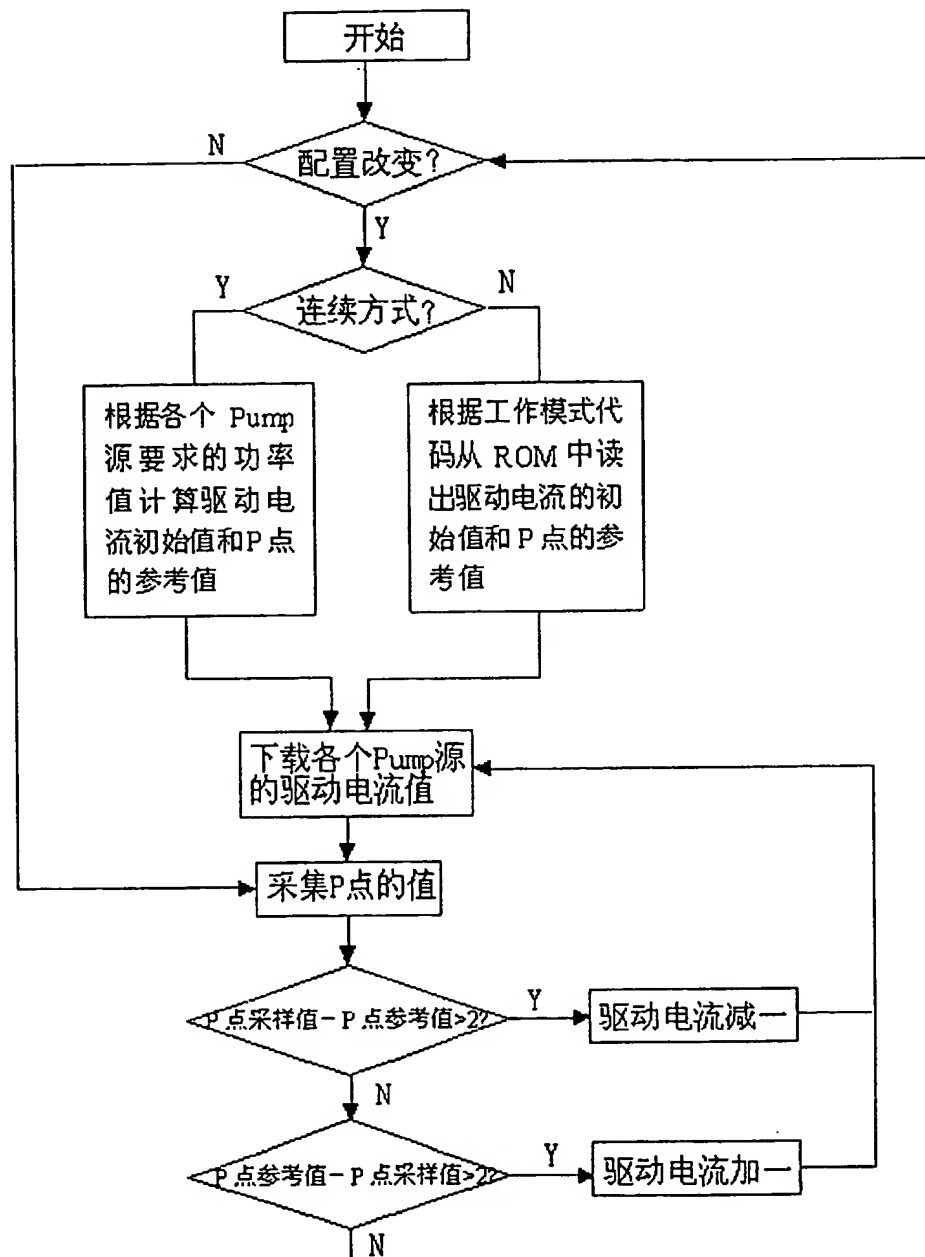 开始
N
配置改变?
Y
Y
N
连续方式?
根据各个 Pump
源要求的功率
值计算驱动电
流初始值和P点
的参考值
根据工作模式代
码从 ROM 中读
出驱动电流的初
始值和 P 点的参
考值
下载各个Pump源
的驱动电流值
采集P点的值
P 点采样值－P 点参考值>2?
Y
驱动电流减一
N
P 点参考值－P 点采样值>2?
Y
驱动电流加一
N